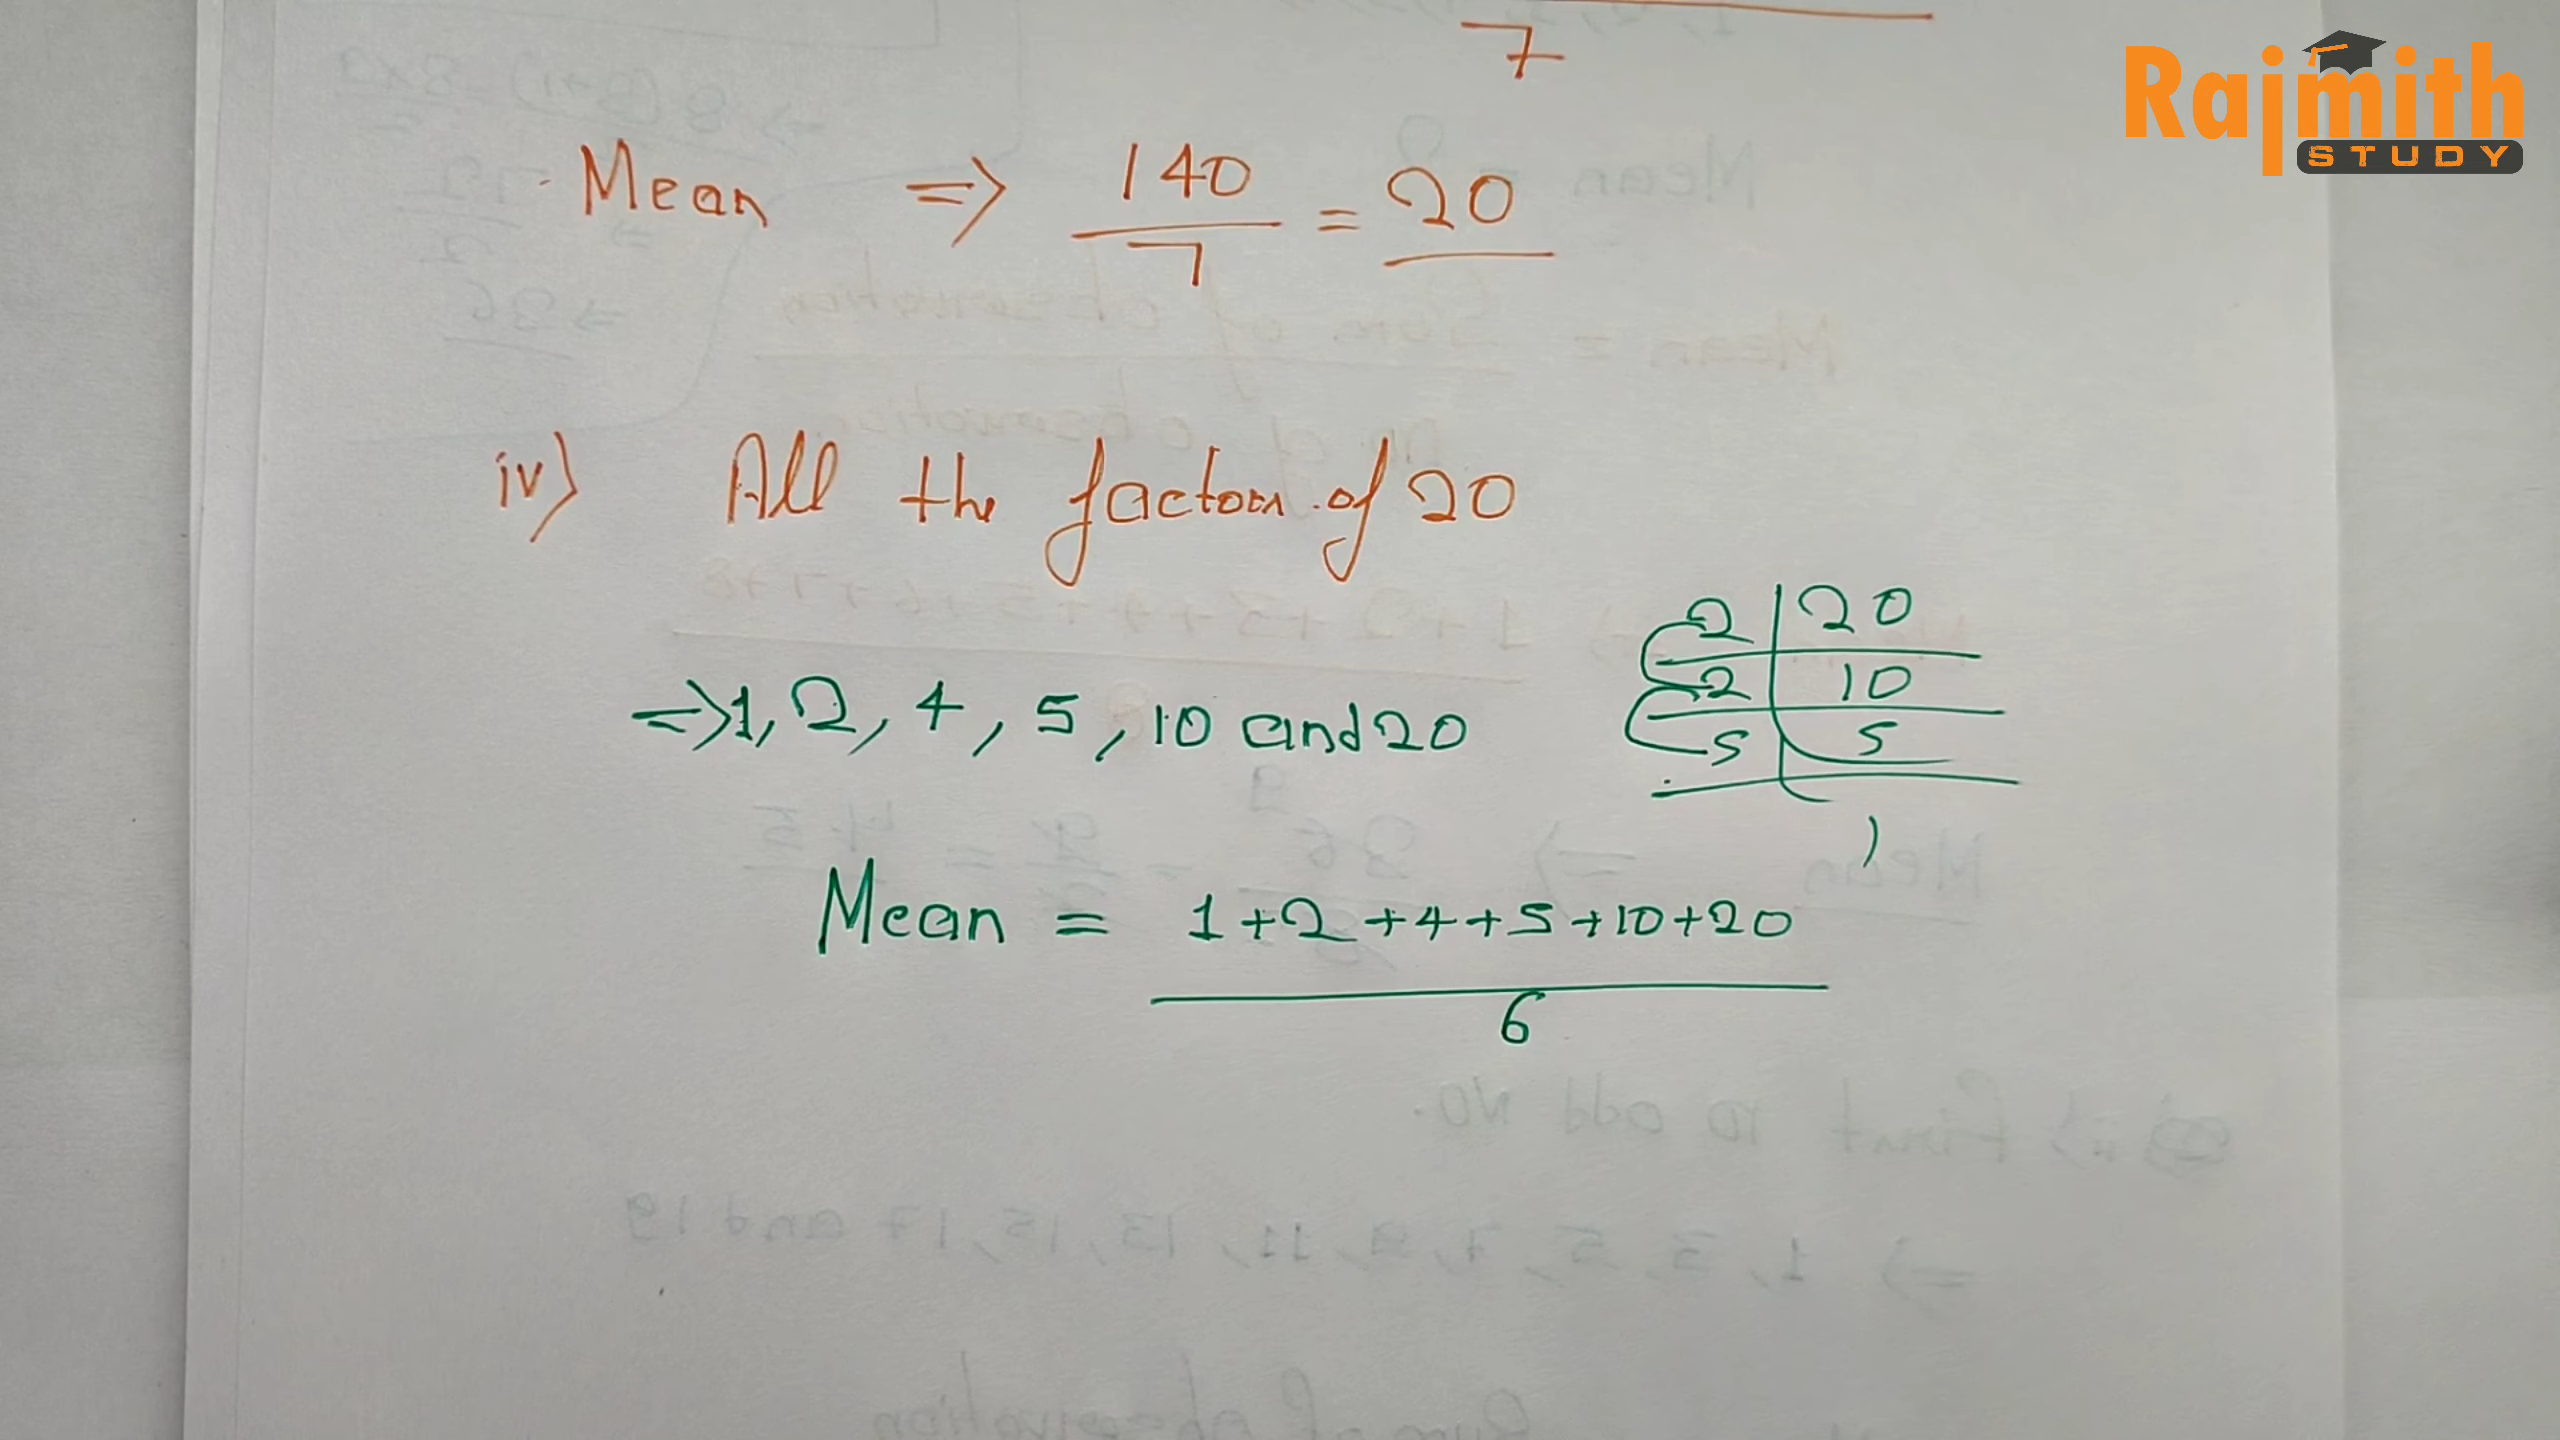 7
Rajmith
STUDY
Mean ⇒ 140/7 = 20
iv) All the factors of 20
2 | 20
2 | 10
5 | 5
1
⇒ 1, 2, 4, 5, 10 and 20
Mean = 1+2+4+5+10+20
6